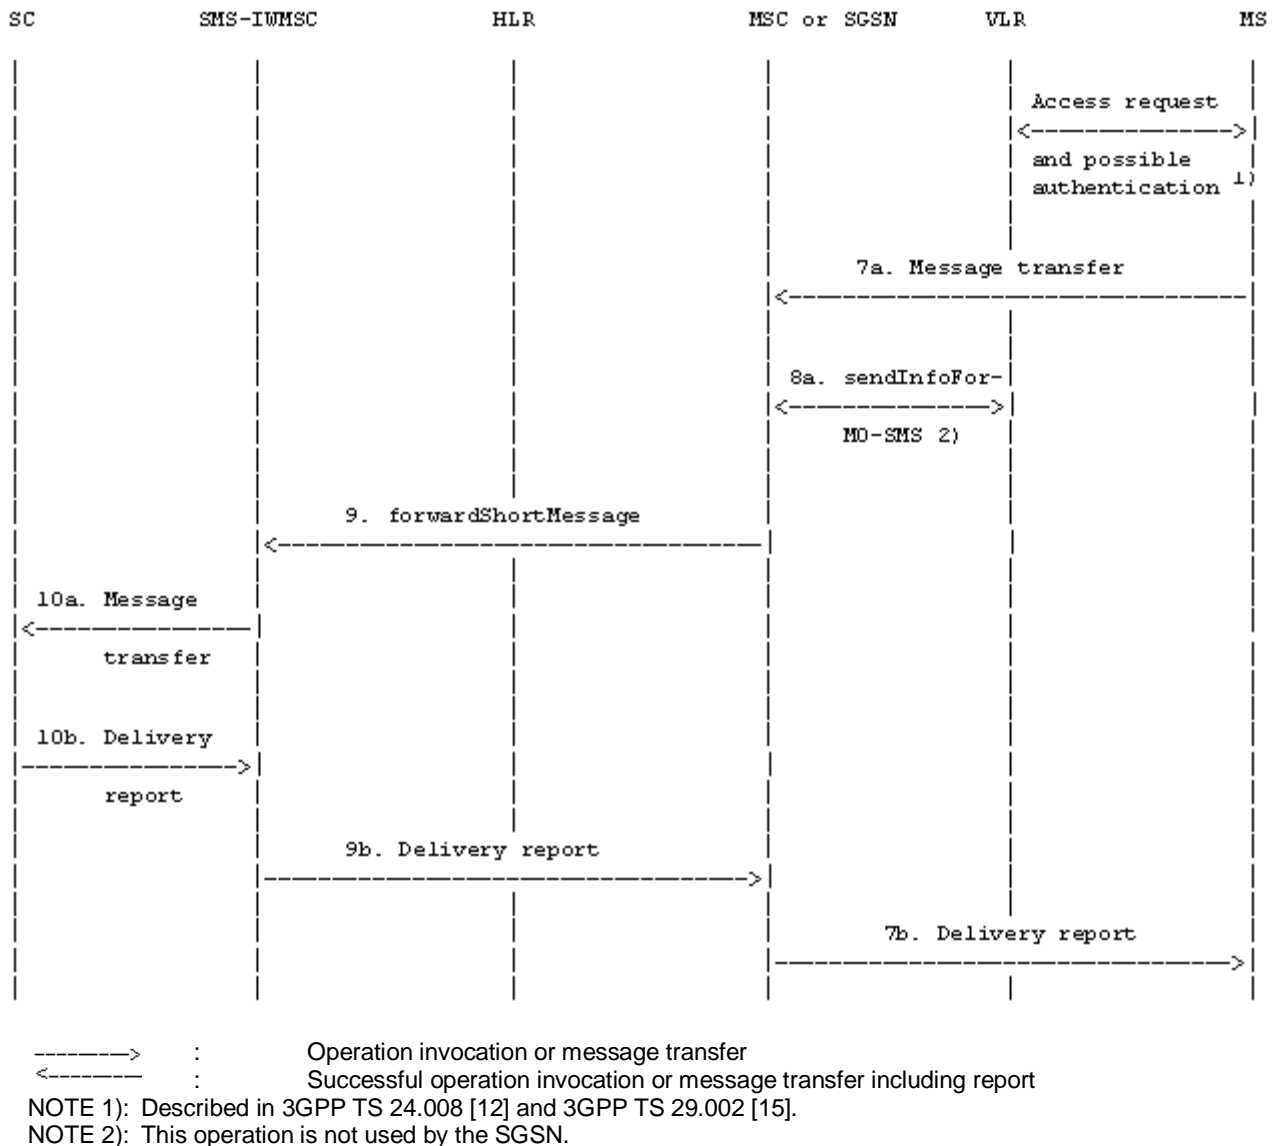 SC SMS-IWMSC HLR MSC or SGSN VLR MS
Access request
and possible
authentication 1)
7a. Message transfer
8a. sendInfoFor-
MO-SMS 2)
9. forwardShortMessage
10a. Message
transfer
10b. Delivery
report
9b. Delivery report
7b. Delivery report
: Operation invocation or message transfer
: Successful operation invocation or message transfer including report
NOTE 1): Described in 3GPP TS 24.008 [12] and 3GPP TS 29.002 [15].
NOTE 2): This operation is not used by the SGSN.